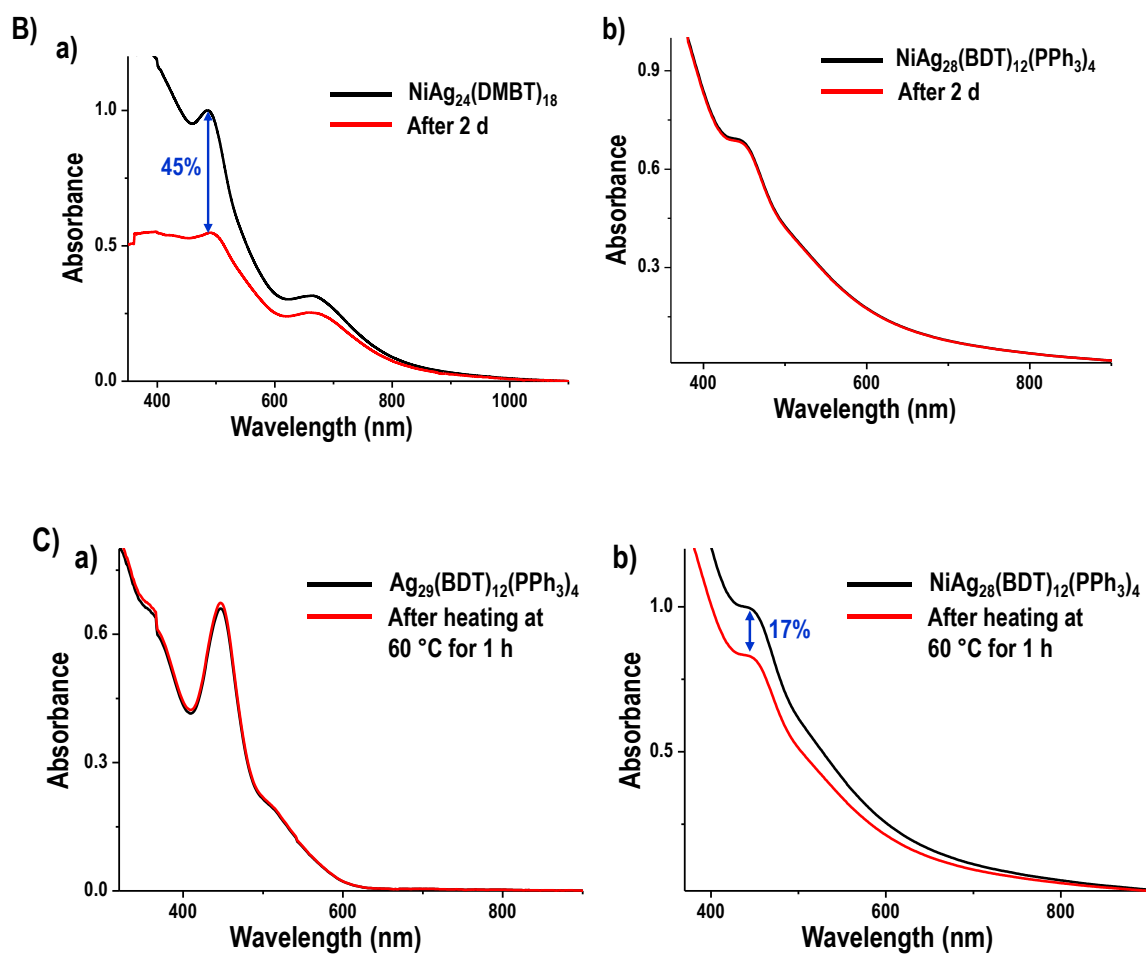 B)
a)
NiAg24(DMBT)18
After 2 d
45%
1.0
0.5
0.0
Absorbance
400
600
800
1000
Wavelength (nm)
b)
NiAg28(BDT)12(PPh3)4
After 2 d
0.9
0.6
0.3
Absorbance
400
600
800
Wavelength (nm)
C)
a)
Ag29(BDT)12(PPh3)4
After heating at
60 °C for 1 h
0.6
0.3
0.0
Absorbance
400
600
800
Wavelength (nm)
b)
NiAg28(BDT)12(PPh3)4
After heating at
60 °C for 1 h
17%
1.0
0.5
Absorbance
400
600
800
Wavelength (nm)